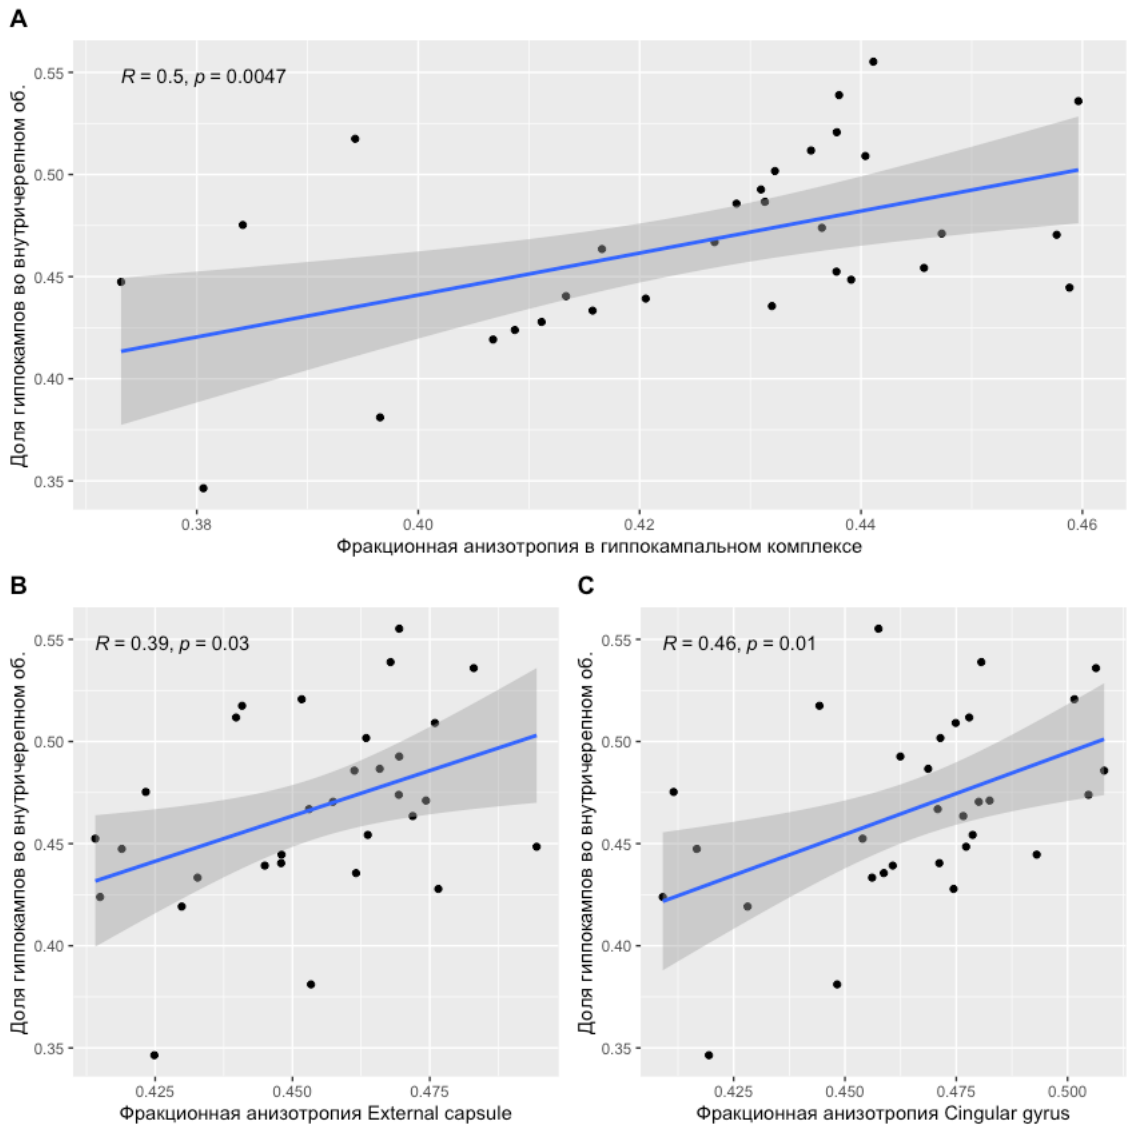 A
R = 0.5, p = 0.0047
Доля гиппокампов во внутричерепном об.
0.55
0.50
0.45
0.40
0.35
0.38 0.40 0.42 0.44 0.46
Фракционная анизотропия в гиппокампальном комплексе
B
R = 0.39, p = 0.03
Доля гиппокампов во внутричерепном об.
0.55
0.50
0.45
0.40
0.35
0.425 0.450 0.475
Фракционная анизотропия External capsule
C
R = 0.46, p = 0.01
Доля гиппокампов во внутричерепном об.
0.55
0.50
0.45
0.40
0.35
0.425 0.450 0.475 0.500
Фракционная анизотропия Cingular gyrus